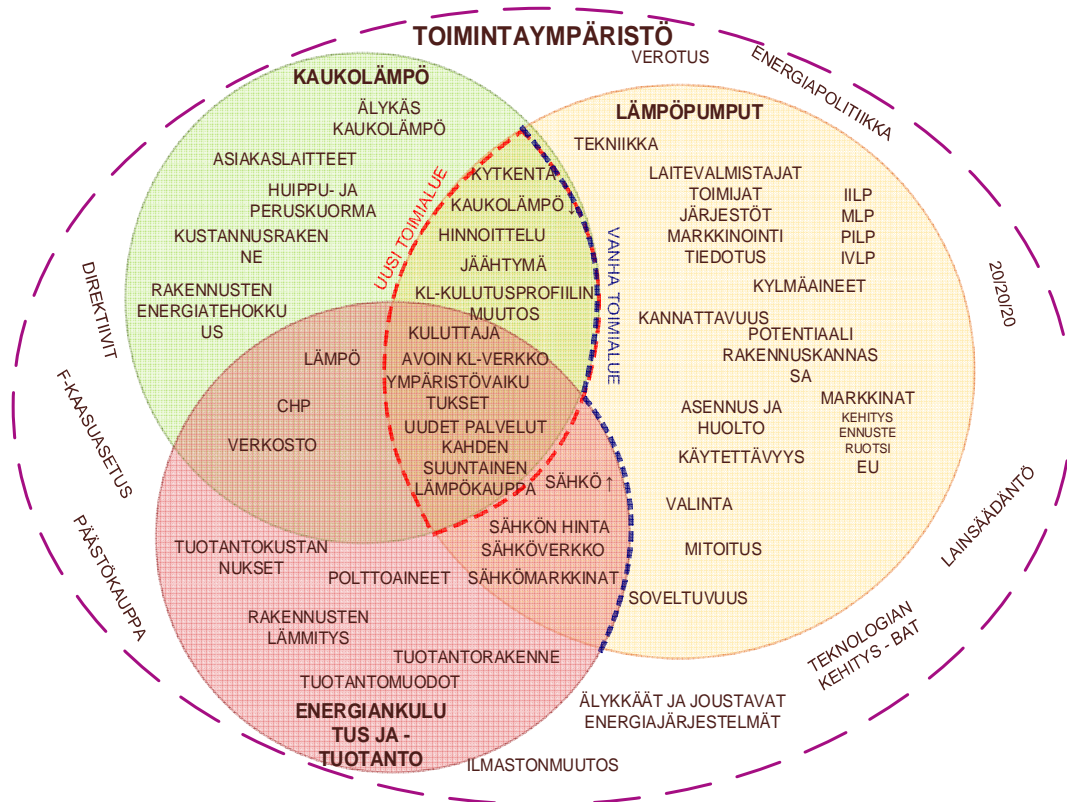 TOIMINTAYMPÄRISTÖ
VEROTUS
ENERGIAPOLITIIKKA
20/20/20
LAINSÄÄDÄNTÖ
TEKNOLOGIAN
KEHITYS - BAT
ÄLYKKÄÄT JA JOUSTAVAT
ENERGIAJÄRJESTELMÄT
ILMASTONMUUTOS
PÄÄSTÖKAUPPA
F-KAASUASETUS
DIREKTIIVIT
KAUKOLÄMPÖ
ÄLYKÄS
KAUKOLÄMPÖ
ASIAKASLAITTEET
HUIPPU- JA
PERUSKUORMA
KUSTANNUSRAKEN
NE
RAKENNUSTEN
ENERGIATEHOKKU
US
UUSI TOIMIALUE
KYTKENTÄ
KAUKOLÄMPÖ ↓
HINNOITTELU
JÄÄHTYMÄ
KL-KULUTUSPROFIILIN
MUUTOS
KULUTTAJA
AVOIN KL-VERKKO
YMPÄRISTÖVAIKU
TUKSET
UUDET PALVELUT
KAHDEN
SUUNTAINEN
LÄMPÖKAUPPA
VANHA TOIMIALUE
LÄMPÖ
CHP
VERKOSTO
SÄHKÖ ↑
SÄHKÖN HINTA
SÄHKÖVERKKO
SÄHKÖMARKKINAT
LÄMPÖPUMPUT
TEKNIIKKA
LAITEVALMISTAJAT
TOIMIJAT
JÄRJESTÖT
MARKKINOINTI
TIEDOTUS
IILP
MLP
PILP
IVLP
KYLMÄAINEET
KANNATTAVUUS
POTENTIAALI
RAKENNUSKANNAS
SA
ASENNUS JA
HUOLTO
MARKKINAT
KEHITYS
ENNUSTE
RUOTSI
EU
KÄYTETTÄVYYS
VALINTA
MITOITUS
SOVELTUVUUS
TUOTANTOKUSTAN
NUKSET
POLTTOAINEET
RAKENNUSTEN
LÄMMITYS
TUOTANTORAKENNE
TUOTANTOMUODOT
ENERGIANKULU
TUS JA -
TUOTANTO